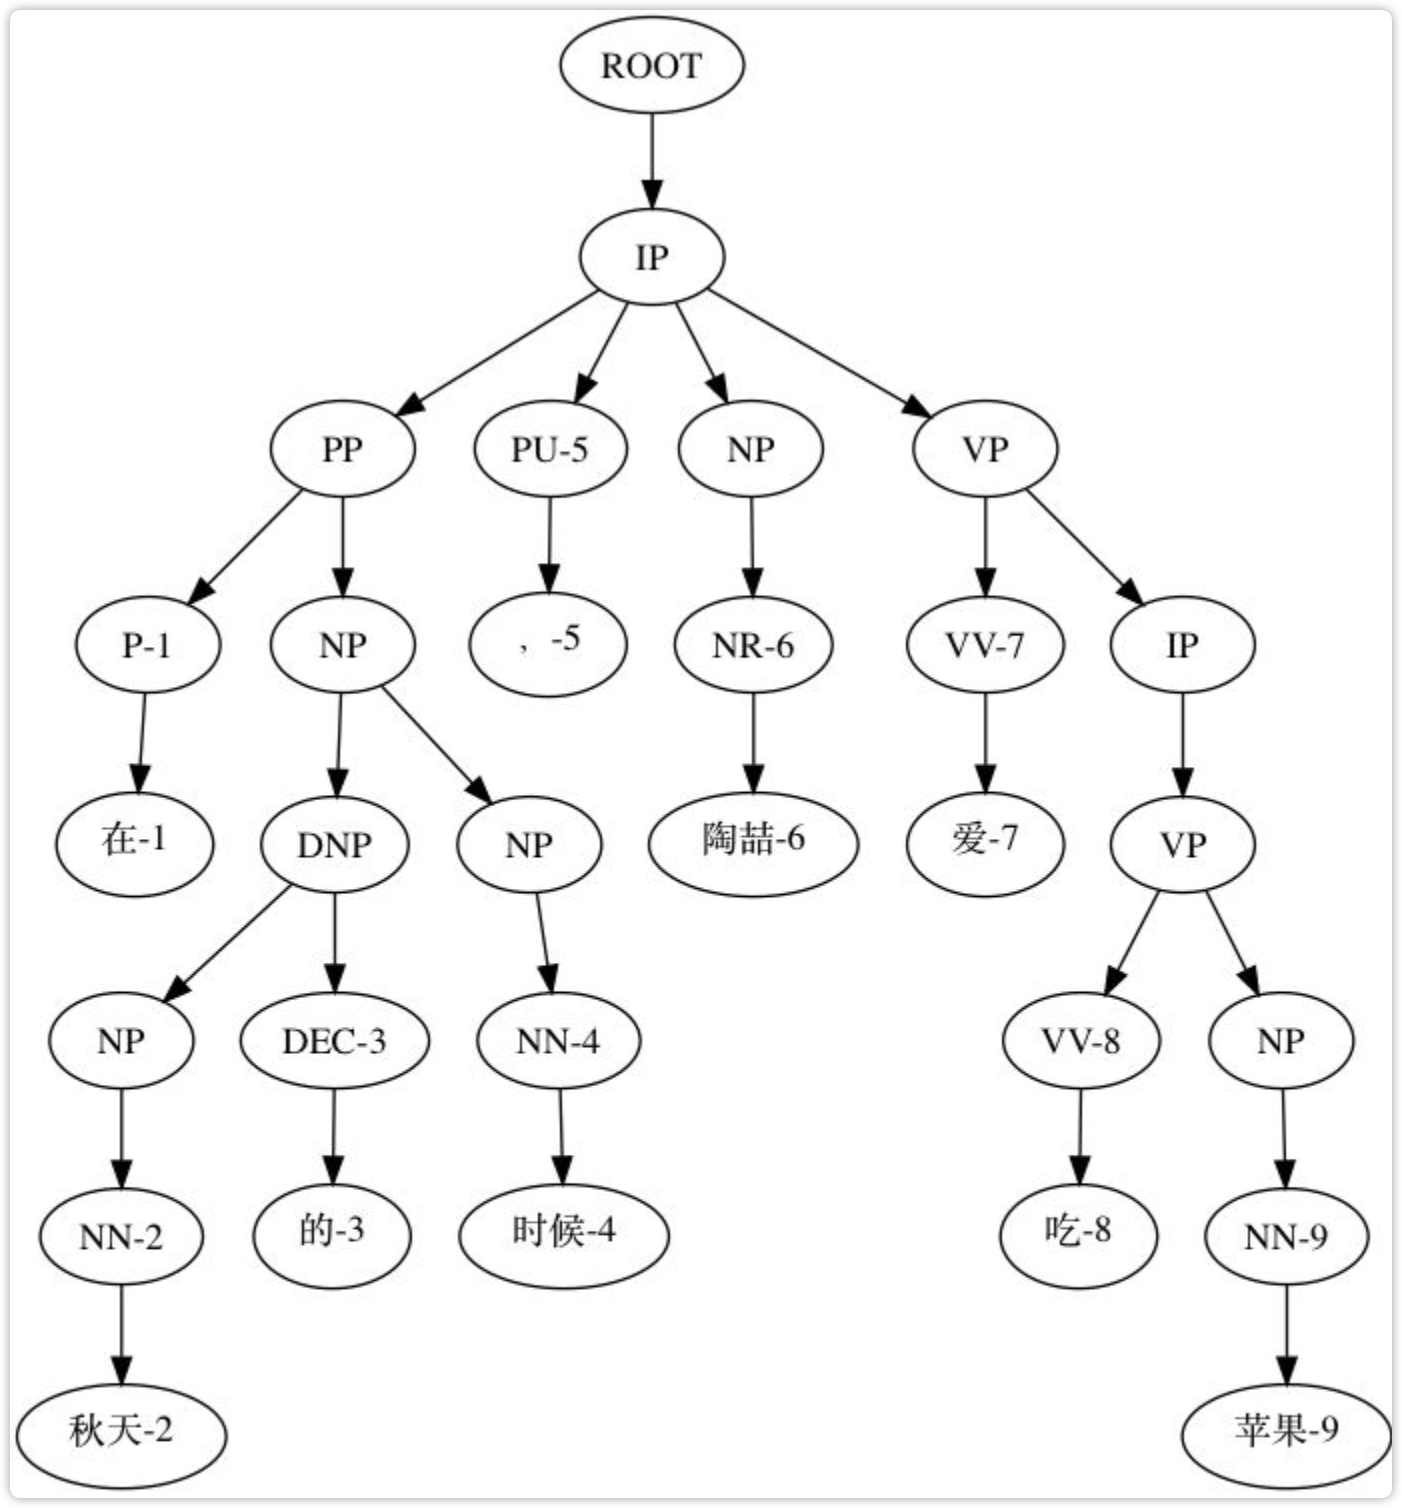 ROOT
IP
PP PU-5 NP VP
P-1 NP ，-5 NR-6 VV-7 IP
在-1 DNP NP 陶喆-6 爱-7 VP
NP DEC-3 NN-4 VV-8 NP
NN-2 的-3 时候-4 吃-8 NN-9
秋天-2 苹果-9